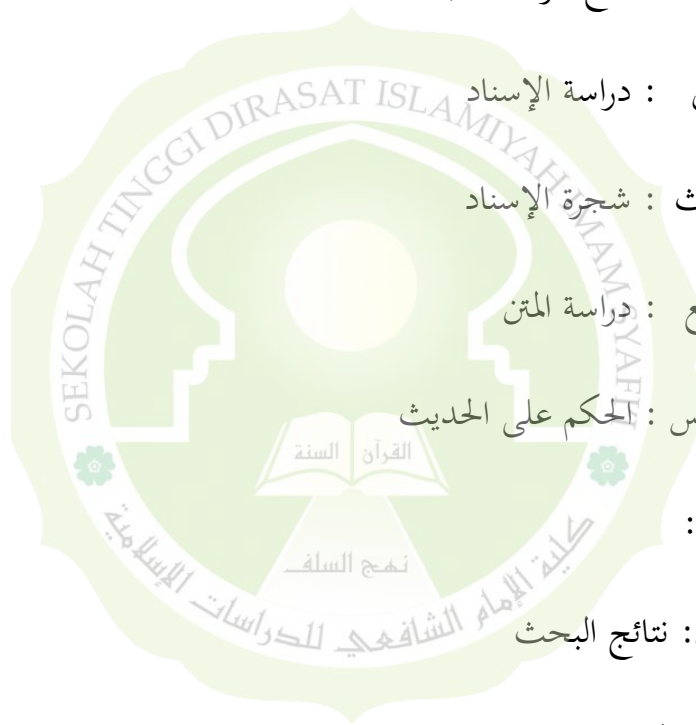 : دراسة الإسناد
: شجرة الإسناد
: دراسة المتن
: الحكم على الحديث
:
: نتائج البحث
SEKOLAH TINGGI DIRASAT ISLAMIYAH IMAM SYAFI'I
القرآن السنة
نهج السلف
كلية الإمام الشافعي للدراسات الإسلامية